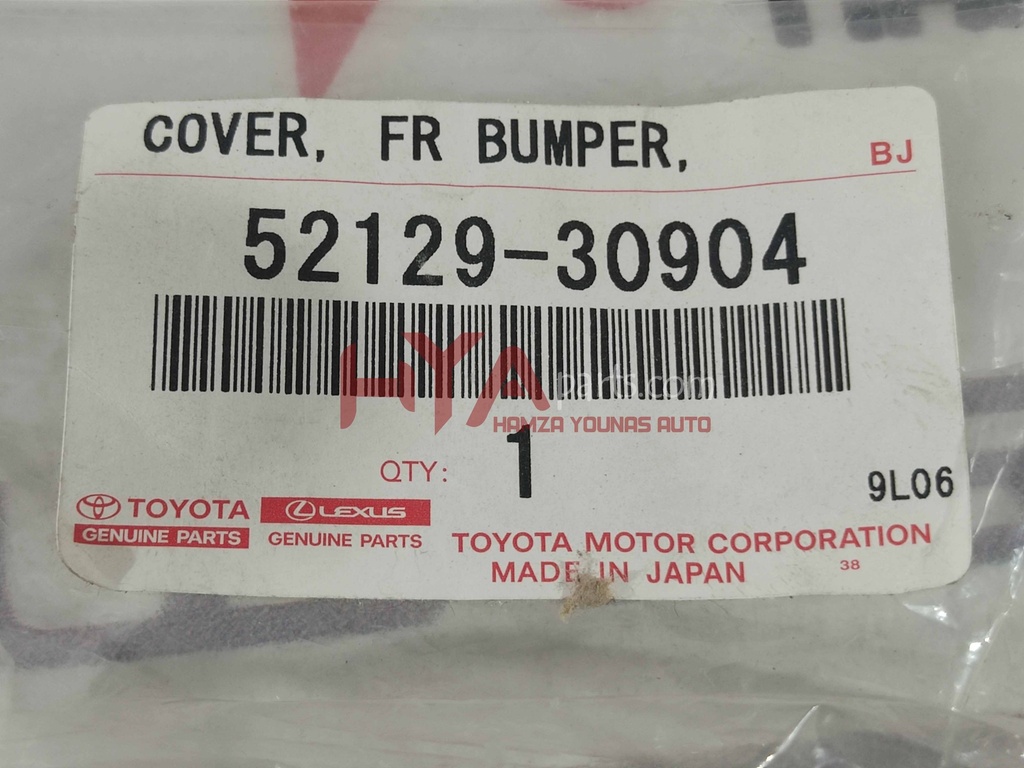 COVER, FR BUMPER,
BJ
52129-30904
HYA parts.com
HAMZA YOUNAS AUTO
QTY: 1
9L06
TOYOTA
GENUINE PARTS
LEXUS
GENUINE PARTS
TOYOTA MOTOR CORPORATION
MADE IN JAPAN
38